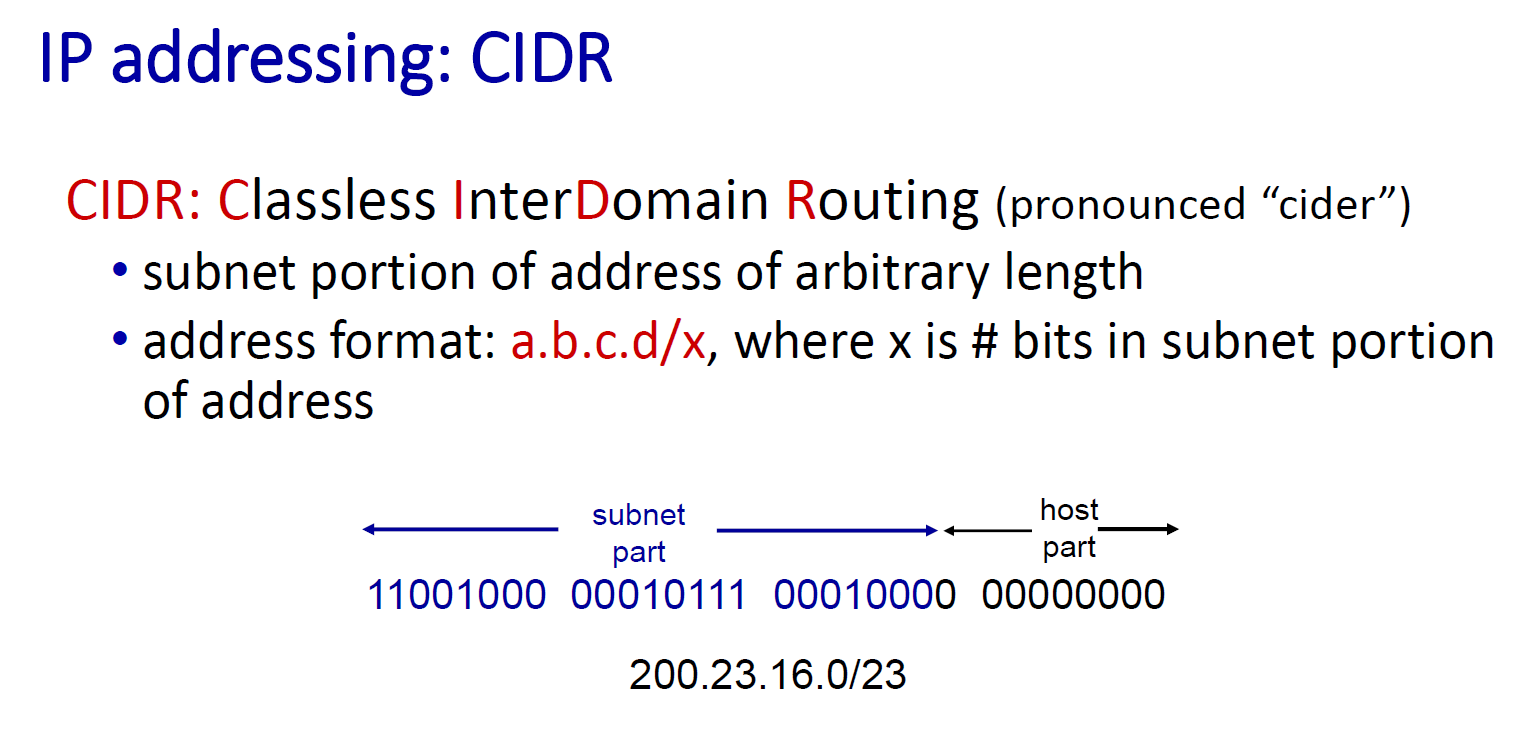 IP addressing: CIDR
CIDR: Classless InterDomain Routing (pronounced “cider”)
• subnet portion of address of arbitrary length
• address format: a.b.c.d/x, where x is # bits in subnet portion
of address
subnet
part
host
part
11001000 00010111 00010000 00000000
200.23.16.0/23